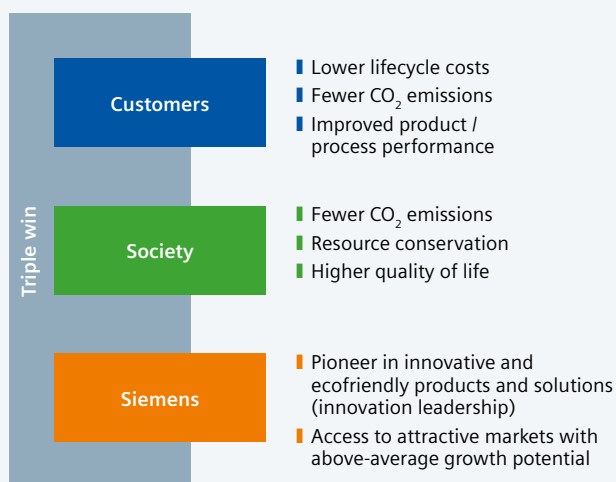 Triple win
Customers
Lower lifecycle costs
Fewer CO₂ emissions
Improved product /
process performance
Society
Fewer CO₂ emissions
Resource conservation
Higher quality of life
Siemens
Pioneer in innovative and
ecofriendly products and solutions
(innovation leadership)
Access to attractive markets with
above-average growth potential